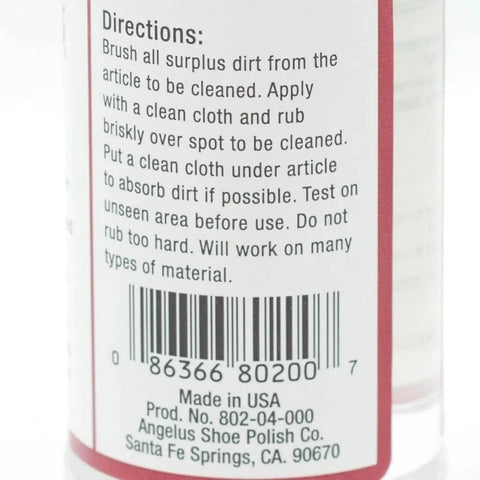 Directions:
Brush all surplus dirt from the
article to be cleaned. Apply
with a clean cloth and rub
briskly over spot to be cleaned.
Put a clean cloth under article
to absorb dirt if possible. Test on
unseen area before use. Do not
rub too hard. Will work on many
types of material.
0 86366 80200 7
Made in USA
Prod. No. 802-04-000
Angelus Shoe Polish Co.
Santa Fe Springs, CA. 90670